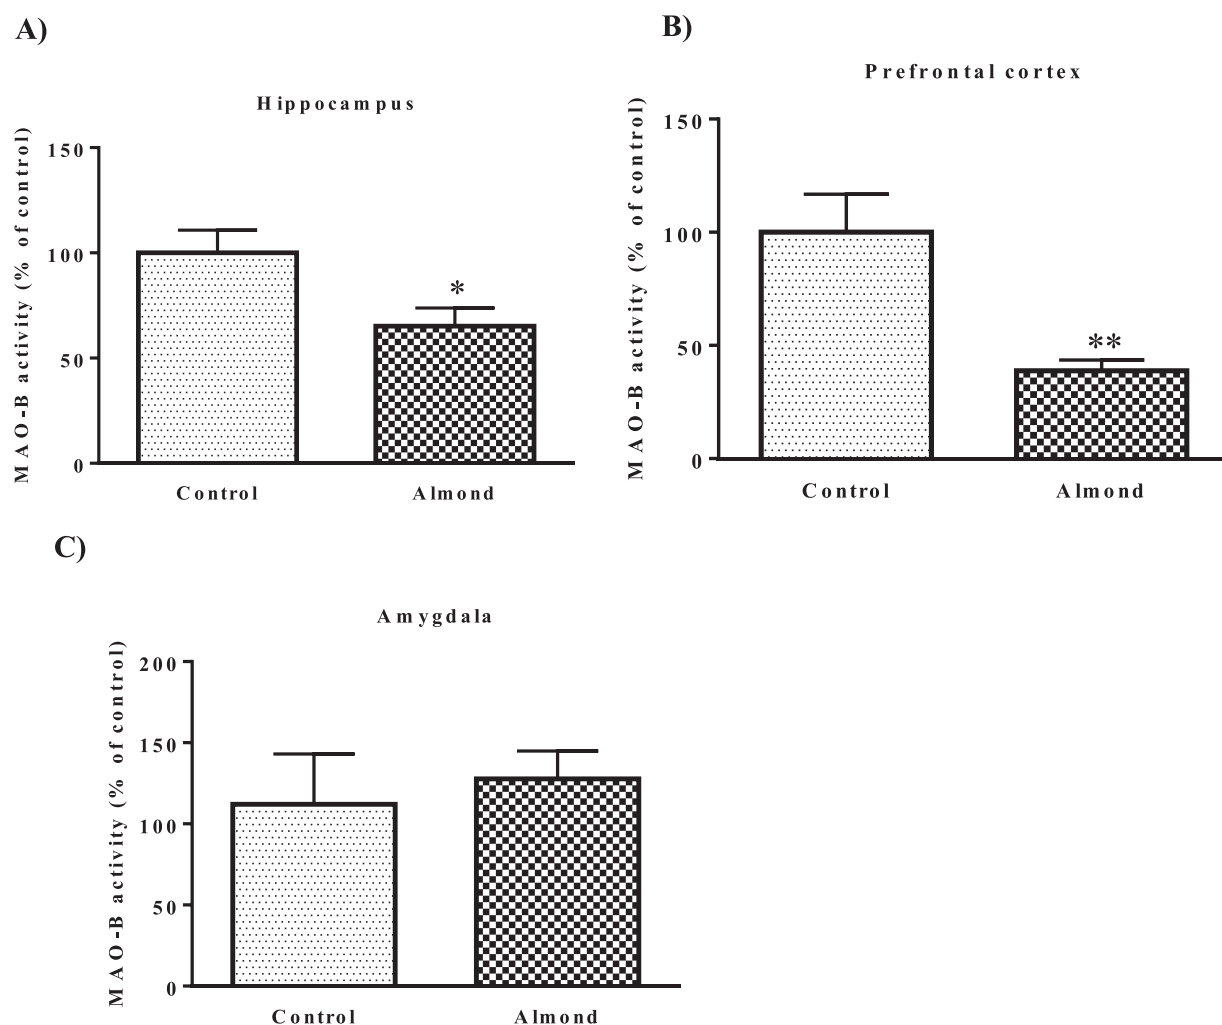 A)
Hippocampus
MAO-B activity (% of control)
150
100
50
0
*
Control Almond
B)
Prefrontal cortex
MAO-B activity (% of control)
150
100
50
0
**
Control Almond
C)
Amygdala
MAO-B activity (% of control)
200
150
100
50
0
Control Almond